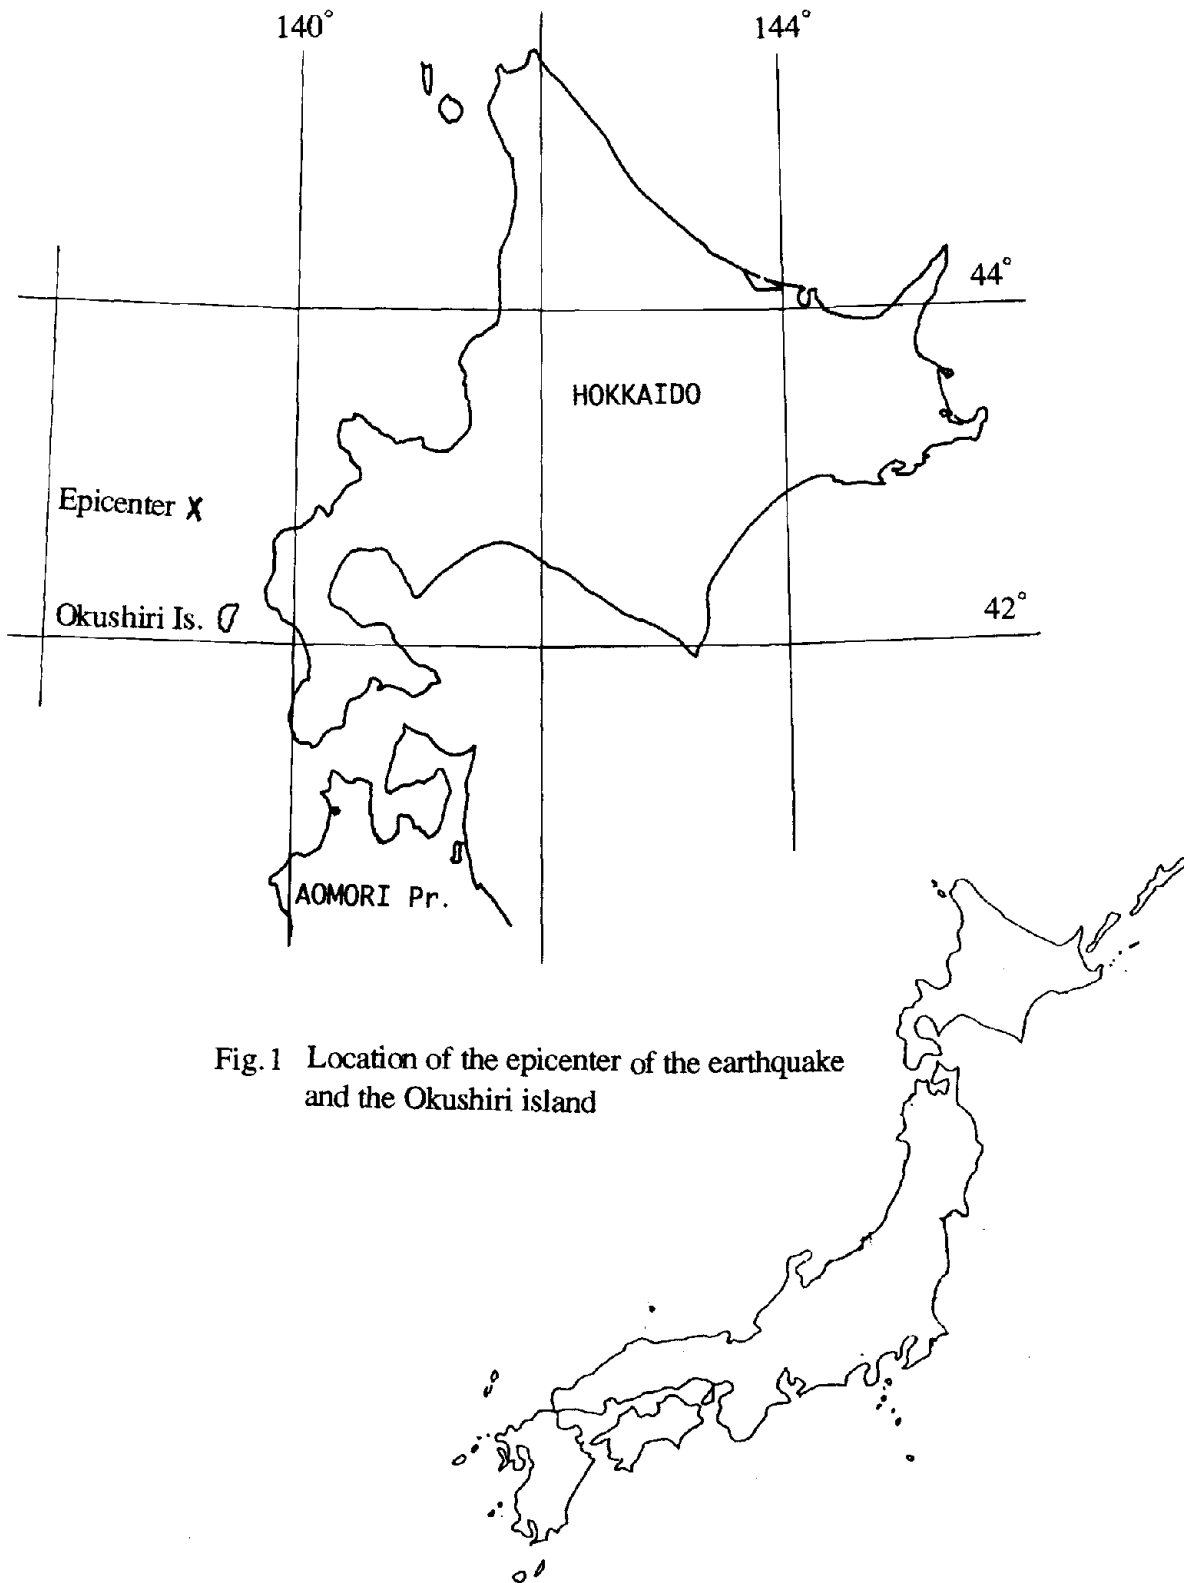 140°
144°
44°
HOKKAIDO
Epicenter X
Okushiri Is.
42°
AOMORI Pr.
Fig.1 Location of the epicenter of the earthquake
and the Okushiri island